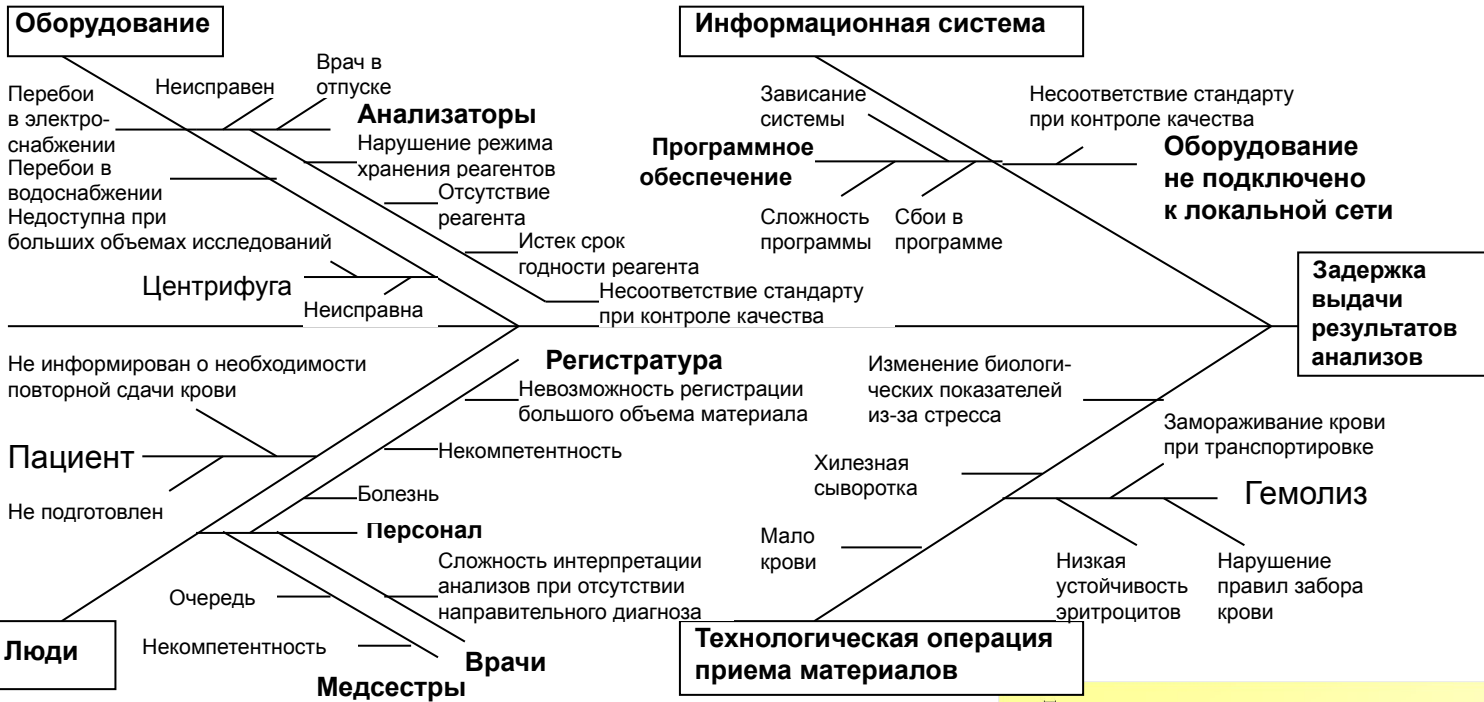 Оборудование
Информационная система
Врач в
отпуске
Неисправен
Перебои
в электро-
снабжении
Анализаторы
Нарушение режима
хранения реагентов
Перебои в
водоснабжении
Отсутствие
реагента
Недоступна при
больших объемах исследований
Истек срок
годности реагента
Центрифуга
Неисправна
Несоответствие стандарту
при контроле качества
Зависание
системы
Несоответствие стандарту
при контроле качества
Программное
обеспечение
Оборудование
не подключено
к локальной сети
Сложность
программы
Сбои в
программе
Задержка
выдачи
результатов
анализов
Не информирован о необходимости
повторной сдачи крови
Регистратура
Невозможность регистрации
большого объема материала
Пациент
Некомпетентность
Не подготовлен
Болезнь
Персонал
Сложность интерпретации
анализов при отсутствии
направительного диагноза
Очередь
Некомпетентность
Люди
Врачи
Медсестры
Изменение биологи-
ческих показателей
из-за стресса
Замораживание крови
при транспортировке
Хилезная
сыворотка
Гемолиз
Мало
крови
Низкая
устойчивость
эритроцитов
Нарушение
правил забора
крови
Технологическая операция
приема материалов